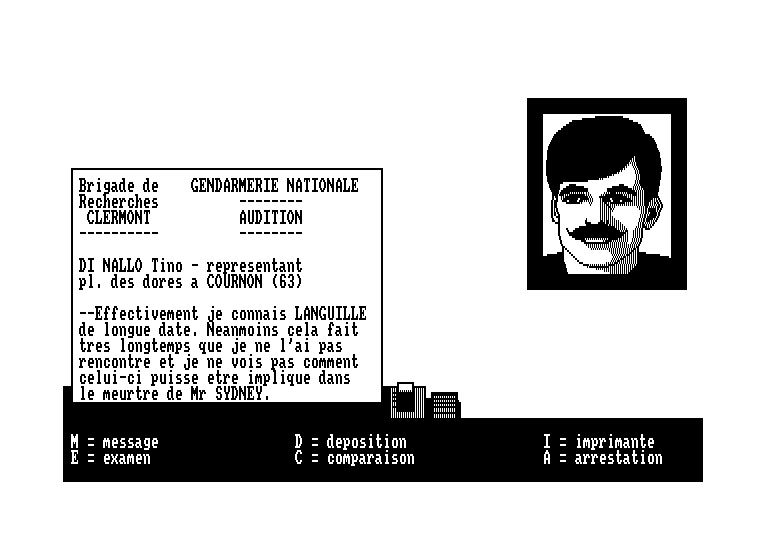 Brigade de    GENDARMERIE NATIONALE
Recherches          --------
 CLERMONT           AUDITION
----------          --------
DI NALLO Tino - representant
pl. des dores a COURNON (63)
--Effectivement je connais LANGUILLE
de longue date. Neanmoins cela fait
tres longtemps que je ne l'ai pas
rencontre et je ne vois pas comment
celui-ci puisse etre implique dans
le meurtre de Mr SYDNEY.
M = message    D = deposition    I = imprimante
E = examen    C = comparaison    A = arrestation